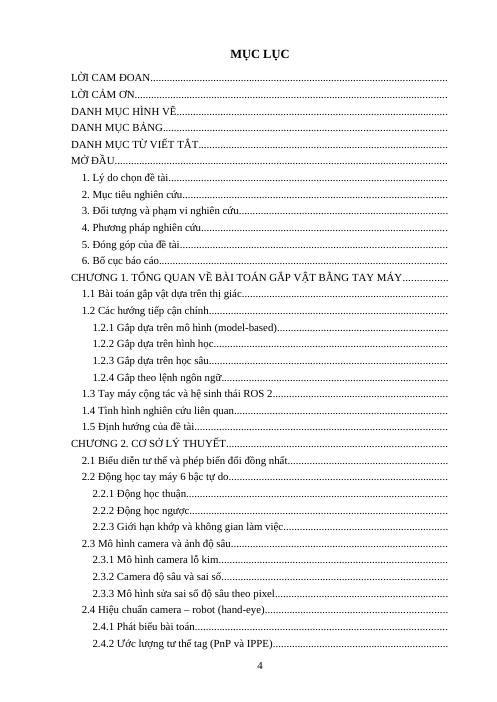 MỤC LỤC
LỜI CAM ĐOAN
LỜI CẢM ƠN
DANH MỤC HÌNH VẼ
DANH MỤC BẢNG
DANH MỤC TỪ VIẾT TẮT
MỞ ĐẦU
1. Lý do chọn đề tài
2. Mục tiêu nghiên cứu
3. Đối tượng và phạm vi nghiên cứu
4. Phương pháp nghiên cứu
5. Đóng góp của đề tài
6. Bố cục báo cáo
CHƯƠNG 1. TỔNG QUAN VỀ BÀI TOÁN GẮP VẬT BẰNG TAY MÁY
1.1 Bài toán gắp vật dựa trên thị giác
1.2 Các hướng tiếp cận chính
1.2.1 Gắp dựa trên mô hình (model-based)
1.2.2 Gắp dựa trên hình học
1.2.3 Gắp dựa trên học sâu
1.2.4 Gắp theo lệnh ngôn ngữ
1.3 Tay máy cộng tác và hệ sinh thái ROS 2
1.4 Tình hình nghiên cứu liên quan
1.5 Định hướng của đề tài
CHƯƠNG 2. CƠ SỞ LÝ THUYẾT
2.1 Biểu diễn tư thế và phép biến đổi đồng nhất
2.2 Động học tay máy 6 bậc tự do
2.2.1 Động học thuận
2.2.2 Động học ngược
2.2.3 Giới hạn khớp và không gian làm việc
2.3 Mô hình camera và ảnh độ sâu
2.3.1 Mô hình camera lỗ kim
2.3.2 Camera độ sâu và sai số
2.3.3 Mô hình sửa sai số độ sâu theo pixel
2.4 Hiệu chuẩn camera – robot (hand-eye)
2.4.1 Phát biểu bài toán
2.4.2 Ước lượng tư thế tag (PnP và IPPE)
4